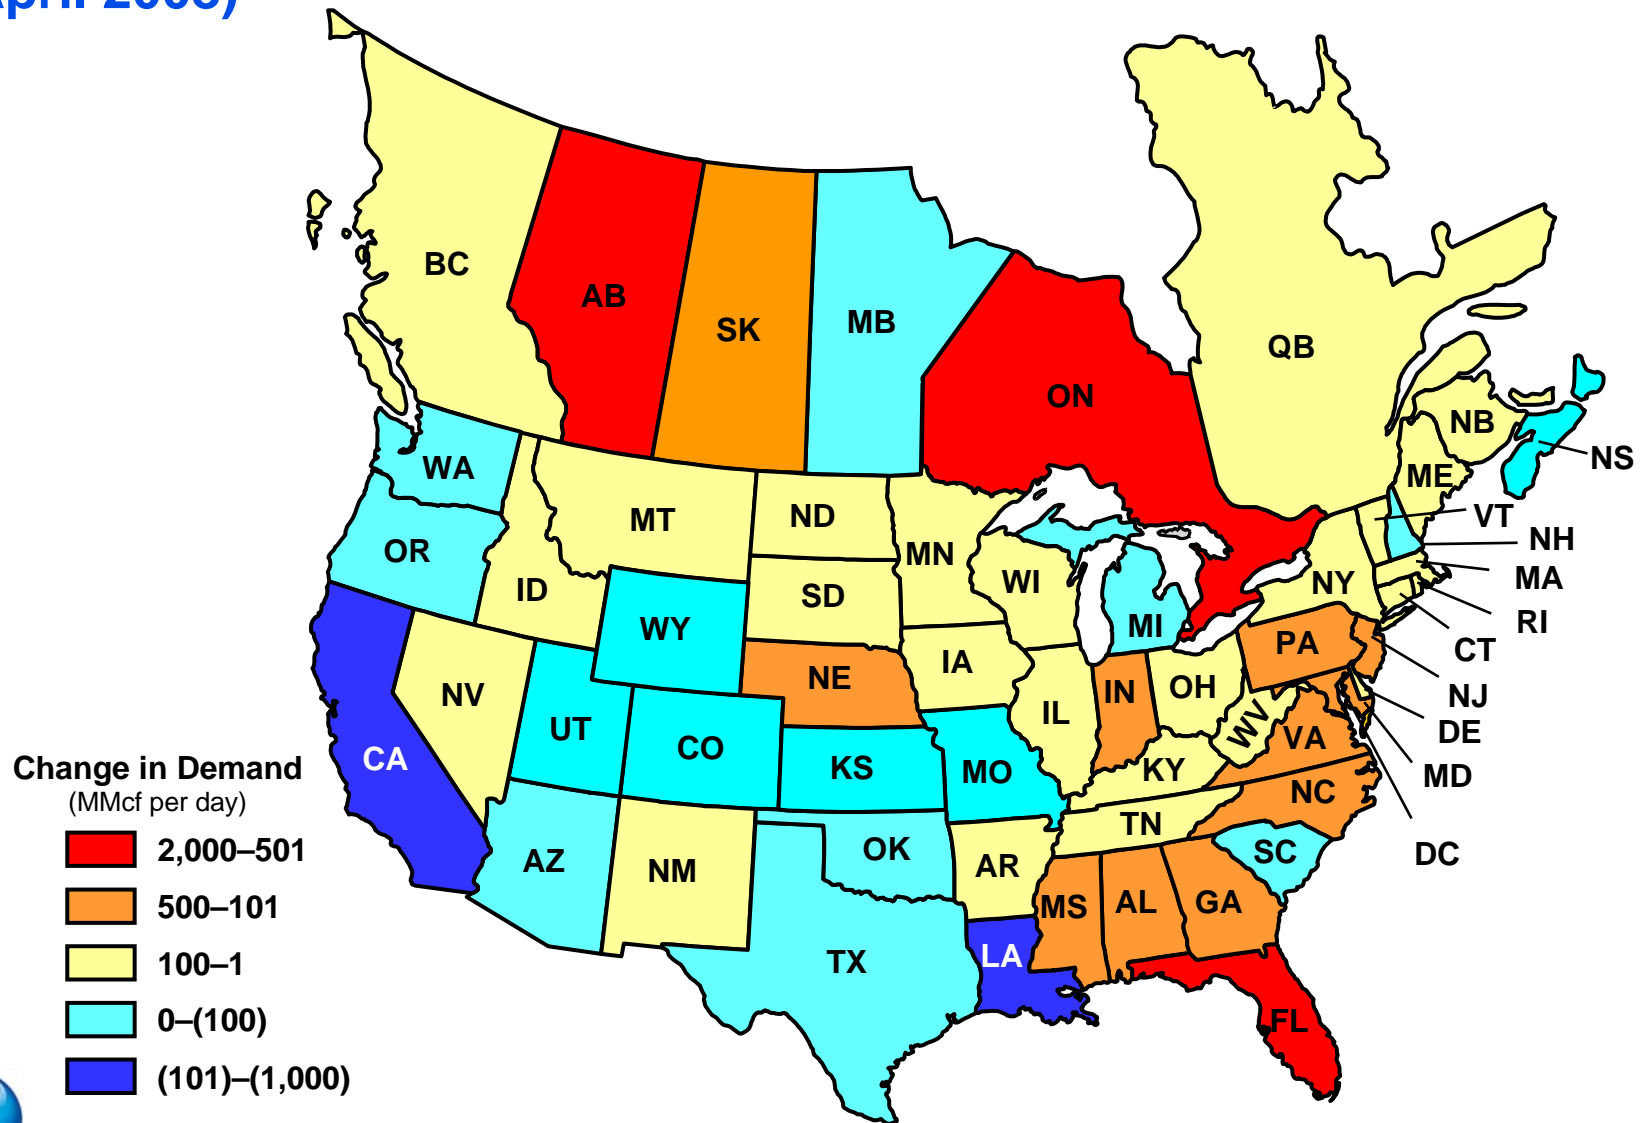 2008)
BC
AB
SK
MB
ON
QB
NB
NS
ME
WA
MT
ND
MN
VT
NH
OR
ID
SD
WI
NY
MA
RI
WY
MI
CT
NE
IA
PA
NJ
NV
UT
CO
IL
IN
OH
WV
VA
DE
CA
KS
MO
KY
MD
NC
AZ
NM
OK
AR
TN
SC
DC
MS
AL
GA
TX
LA
FL
Change in Demand
(MMcf per day)
2,000–501
500–101
100–1
0–(100)
(101)–(1,000)